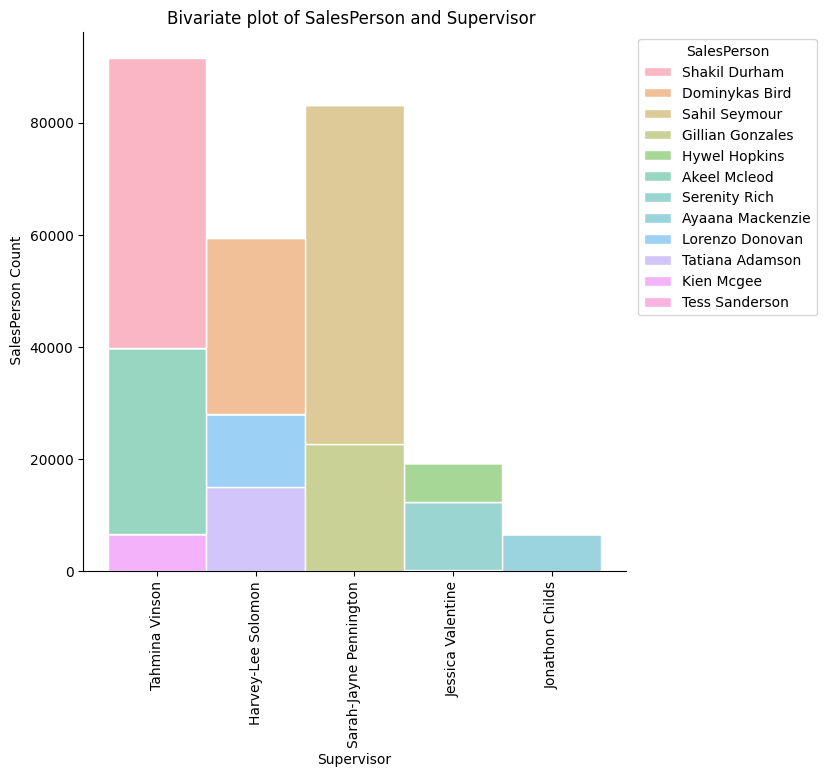 Bivariate plot of SalesPerson and Supervisor
SalesPerson
Shakil Durham
Dominykas Bird
Sahil Seymour
Gillian Gonzales
Hywel Hopkins
Akeel Mcleod
Serenity Rich
Ayaana Mackenzie
Lorenzo Donovan
Tatiana Adamson
Kien Mcgee
Tess Sanderson
SalesPerson Count
80000
60000
40000
20000
0
Tahmina Vinson
Harvey-Lee Solomon
Sarah-Jayne Pennington
Jessica Valentine
Jonathon Childs
Supervisor